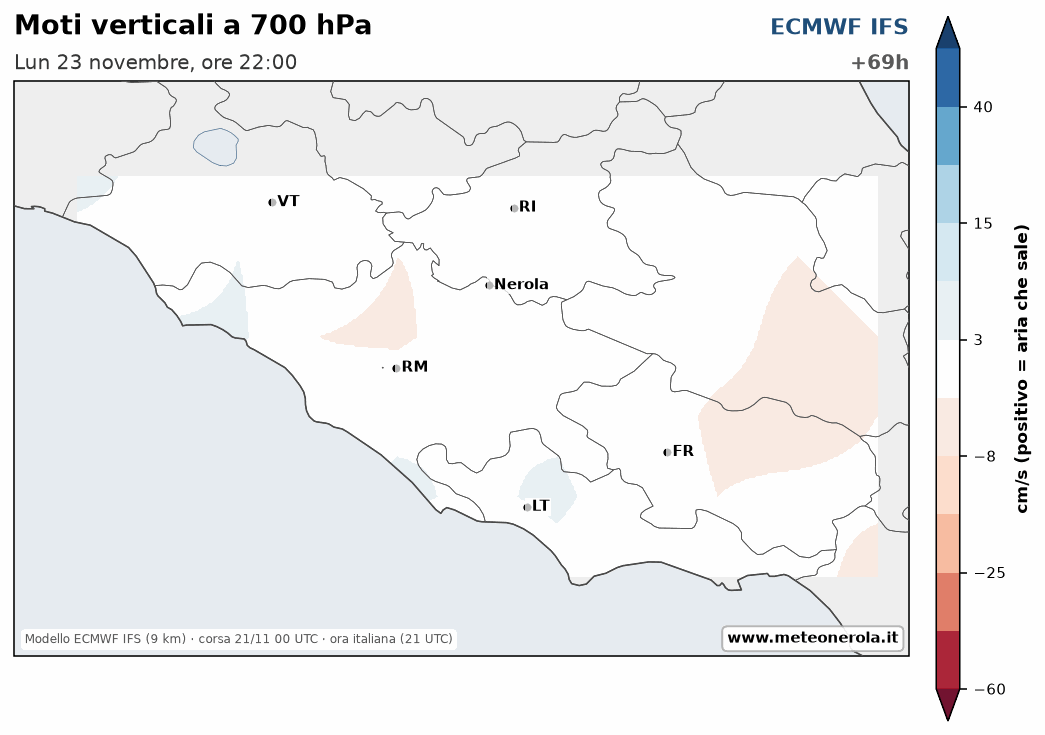 Moti verticali a 700 hPa
ECMWF IFS
Lun 23 novembre, ore 22:00
+69h
40
15
3
−8
−25
−60
cm/s (positivo = aria che sale)
VT
RI
Nerola
RM
FR
LT
Modello ECMWF IFS (9 km) · corsa 21/11 00 UTC · ora italiana (21 UTC)
www.meteonerola.it